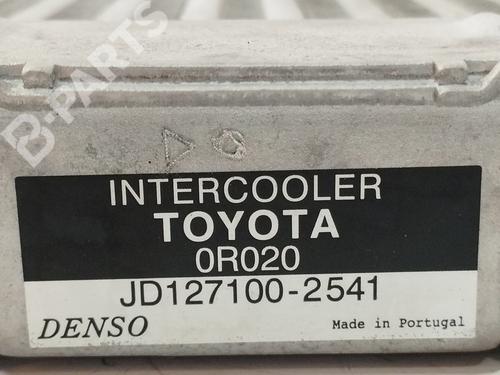 B-PARTS
INTERCOOLER
TOYOTA
0R020
JD127100-2541
DENSO Made in Portugal